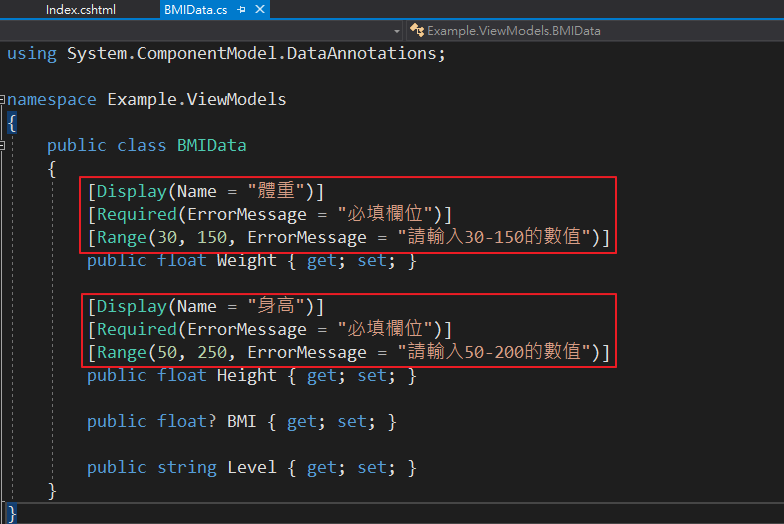 Index.cshtml
BMIData.cs
Example.ViewModels.BMIData
using System.ComponentModel.DataAnnotations;
namespace Example.ViewModels
{
public class BMIData
{
[Display(Name = "體重")]
[Required(ErrorMessage = "必填欄位")]
[Range(30, 150, ErrorMessage = "請輸入30-150的數值")]
public float Weight { get; set; }
[Display(Name = "身高")]
[Required(ErrorMessage = "必填欄位")]
[Range(50, 250, ErrorMessage = "請輸入50-200的數值")]
public float Height { get; set; }
public float? BMI { get; set; }
public string Level { get; set; }
}
}